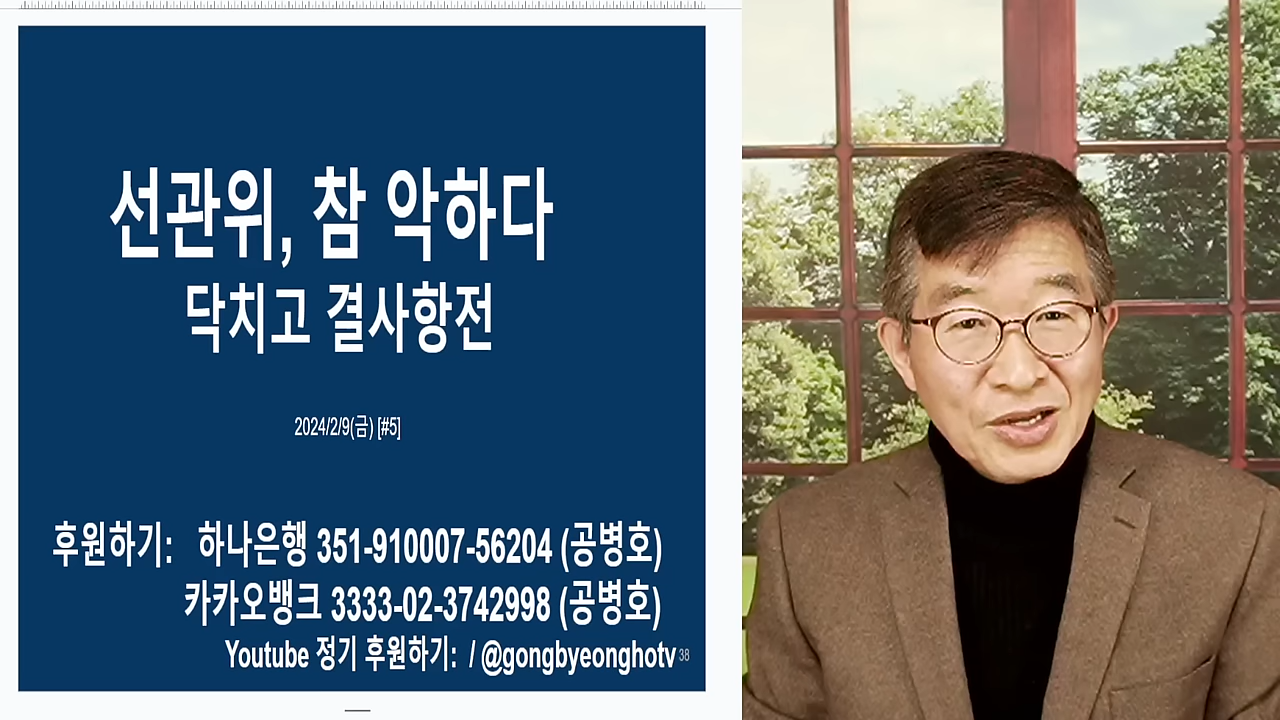 선관위, 참 악하다
닥치고 결사항전
2024/2/9(금) [#5]
후원하기: 하나은행 351-910007-56204 (공병호)
카카오뱅크 3333-02-3742998 (공병호)
Youtube 정기 후원하기: / @gongbyeonghotv 38